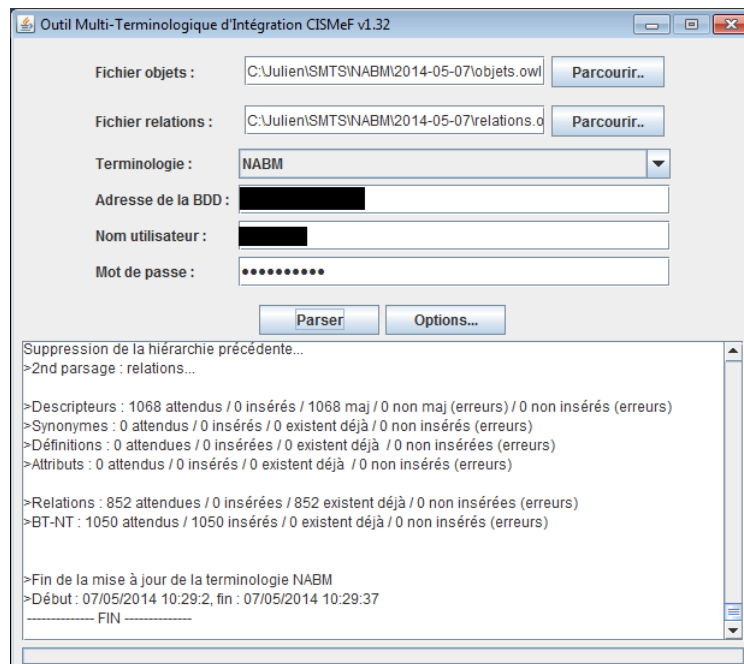 Outil Multi-Terminologique d'Intégration CISMeF v1.32
Fichier objets : C:\Julien\SMTS\NABM\2014-05-07\objets.owl Parcourir..
Fichier relations : C:\Julien\SMTS\NABM\2014-05-07\relations.o Parcourir..
Terminologie : NABM
Adresse de la BDD :
Nom utilisateur :
Mot de passe : ••••••••••
Parser Options...
Suppression de la hiérarchie précédente...
>2nd parsage : relations...
>Descripteurs : 1068 attendus / 0 insérés / 1068 maj / 0 non maj (erreurs) / 0 non insérés (erreurs)
>Synonymes : 0 attendus / 0 insérés / 0 existent déjà / 0 non insérés (erreurs)
>Définitions : 0 attendues / 0 insérées / 0 existent déjà / 0 non insérées (erreurs)
>Attributs : 0 attendus / 0 insérés / 0 existent déjà / 0 non insérés (erreurs)
>Relations : 852 attendues / 0 insérées / 852 existent déjà / 0 non insérées (erreurs)
>BT-NT : 1050 attendus / 1050 insérés / 0 existent déjà / 0 non insérés (erreurs)
>Fin de la mise à jour de la terminologie NABM
>Début : 07/05/2014 10:29:2, fin : 07/05/2014 10:29:37
-------------- FIN --------------